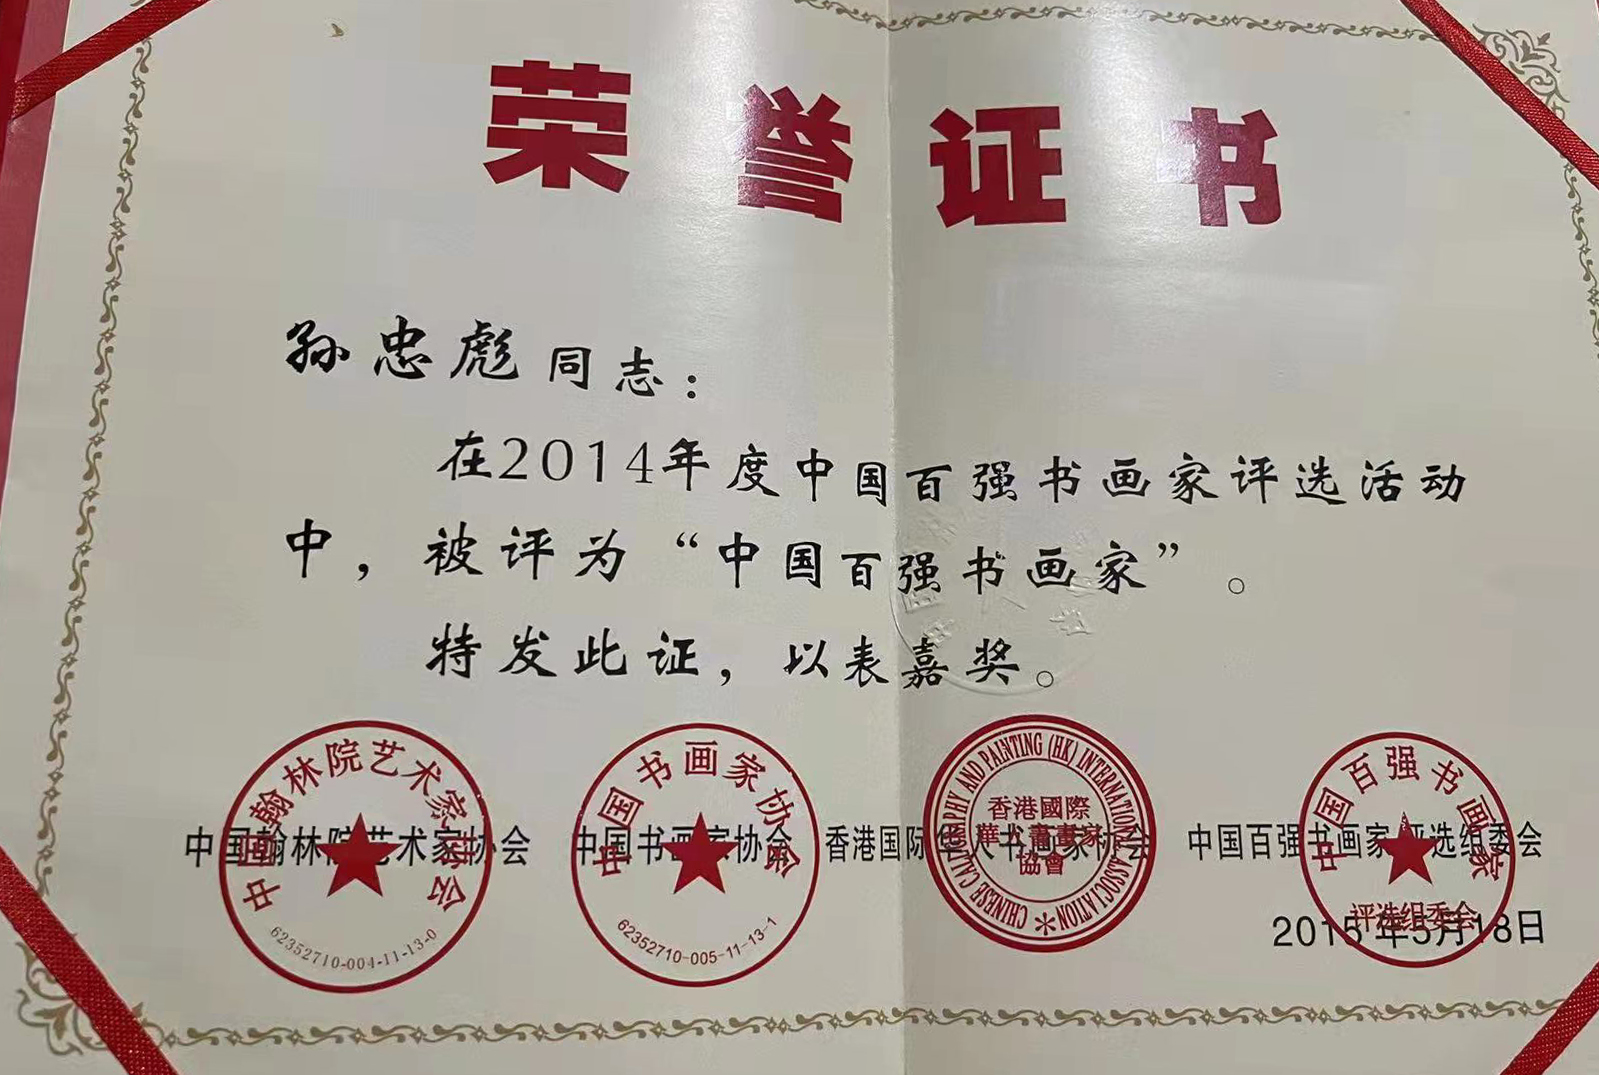 荣誉证书
孙忠彪同志：
在2014年度中国百强书画家评选活动
中，被评为“中国百强书画家”。
特发此证，以表嘉奖。
中国翰林院艺术家协会
中国书画家协会
香港国际华人书画家协会
中国百强书画家评选组委会
2015年5月18日
中国翰林院艺术家协会
62352710-004-11-13-0
中国书画家协会
62352710-005-11-13-1
CHINESE CALLIGRAPHY AND PAINTING (HK) INTERNATIONAL ASSOCIATION
香港國際
華人書畫家
協會
中国百强书画家
评选组委会